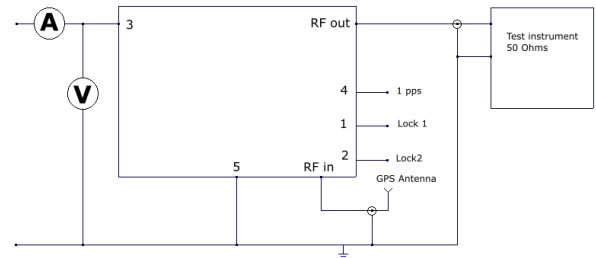 A
3
RF out
Test instrument
50 Ohms
V
4
1 pps
1
Lock 1
2
Lock2
5
RF in
GPS Antenna